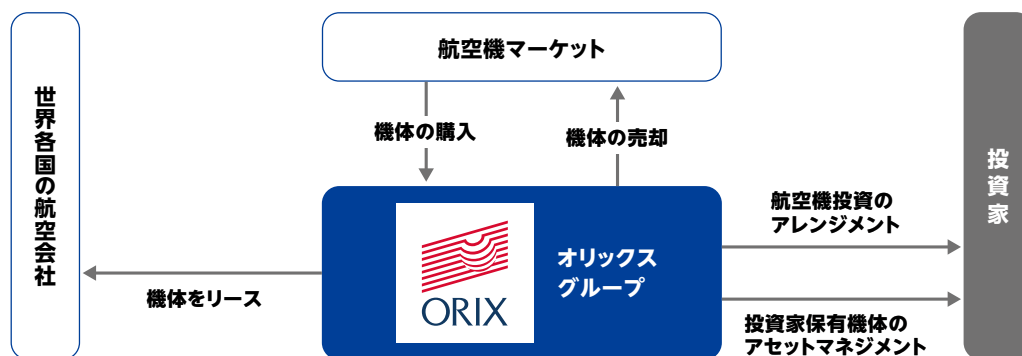 航空機マーケット
世界各国の航空会社
機体の購入
機体の売却
投資家
航空機投資の
アレンジメント
オリックス
グループ
ORIX
機体をリース
投資家保有機体の
アセットマネジメント